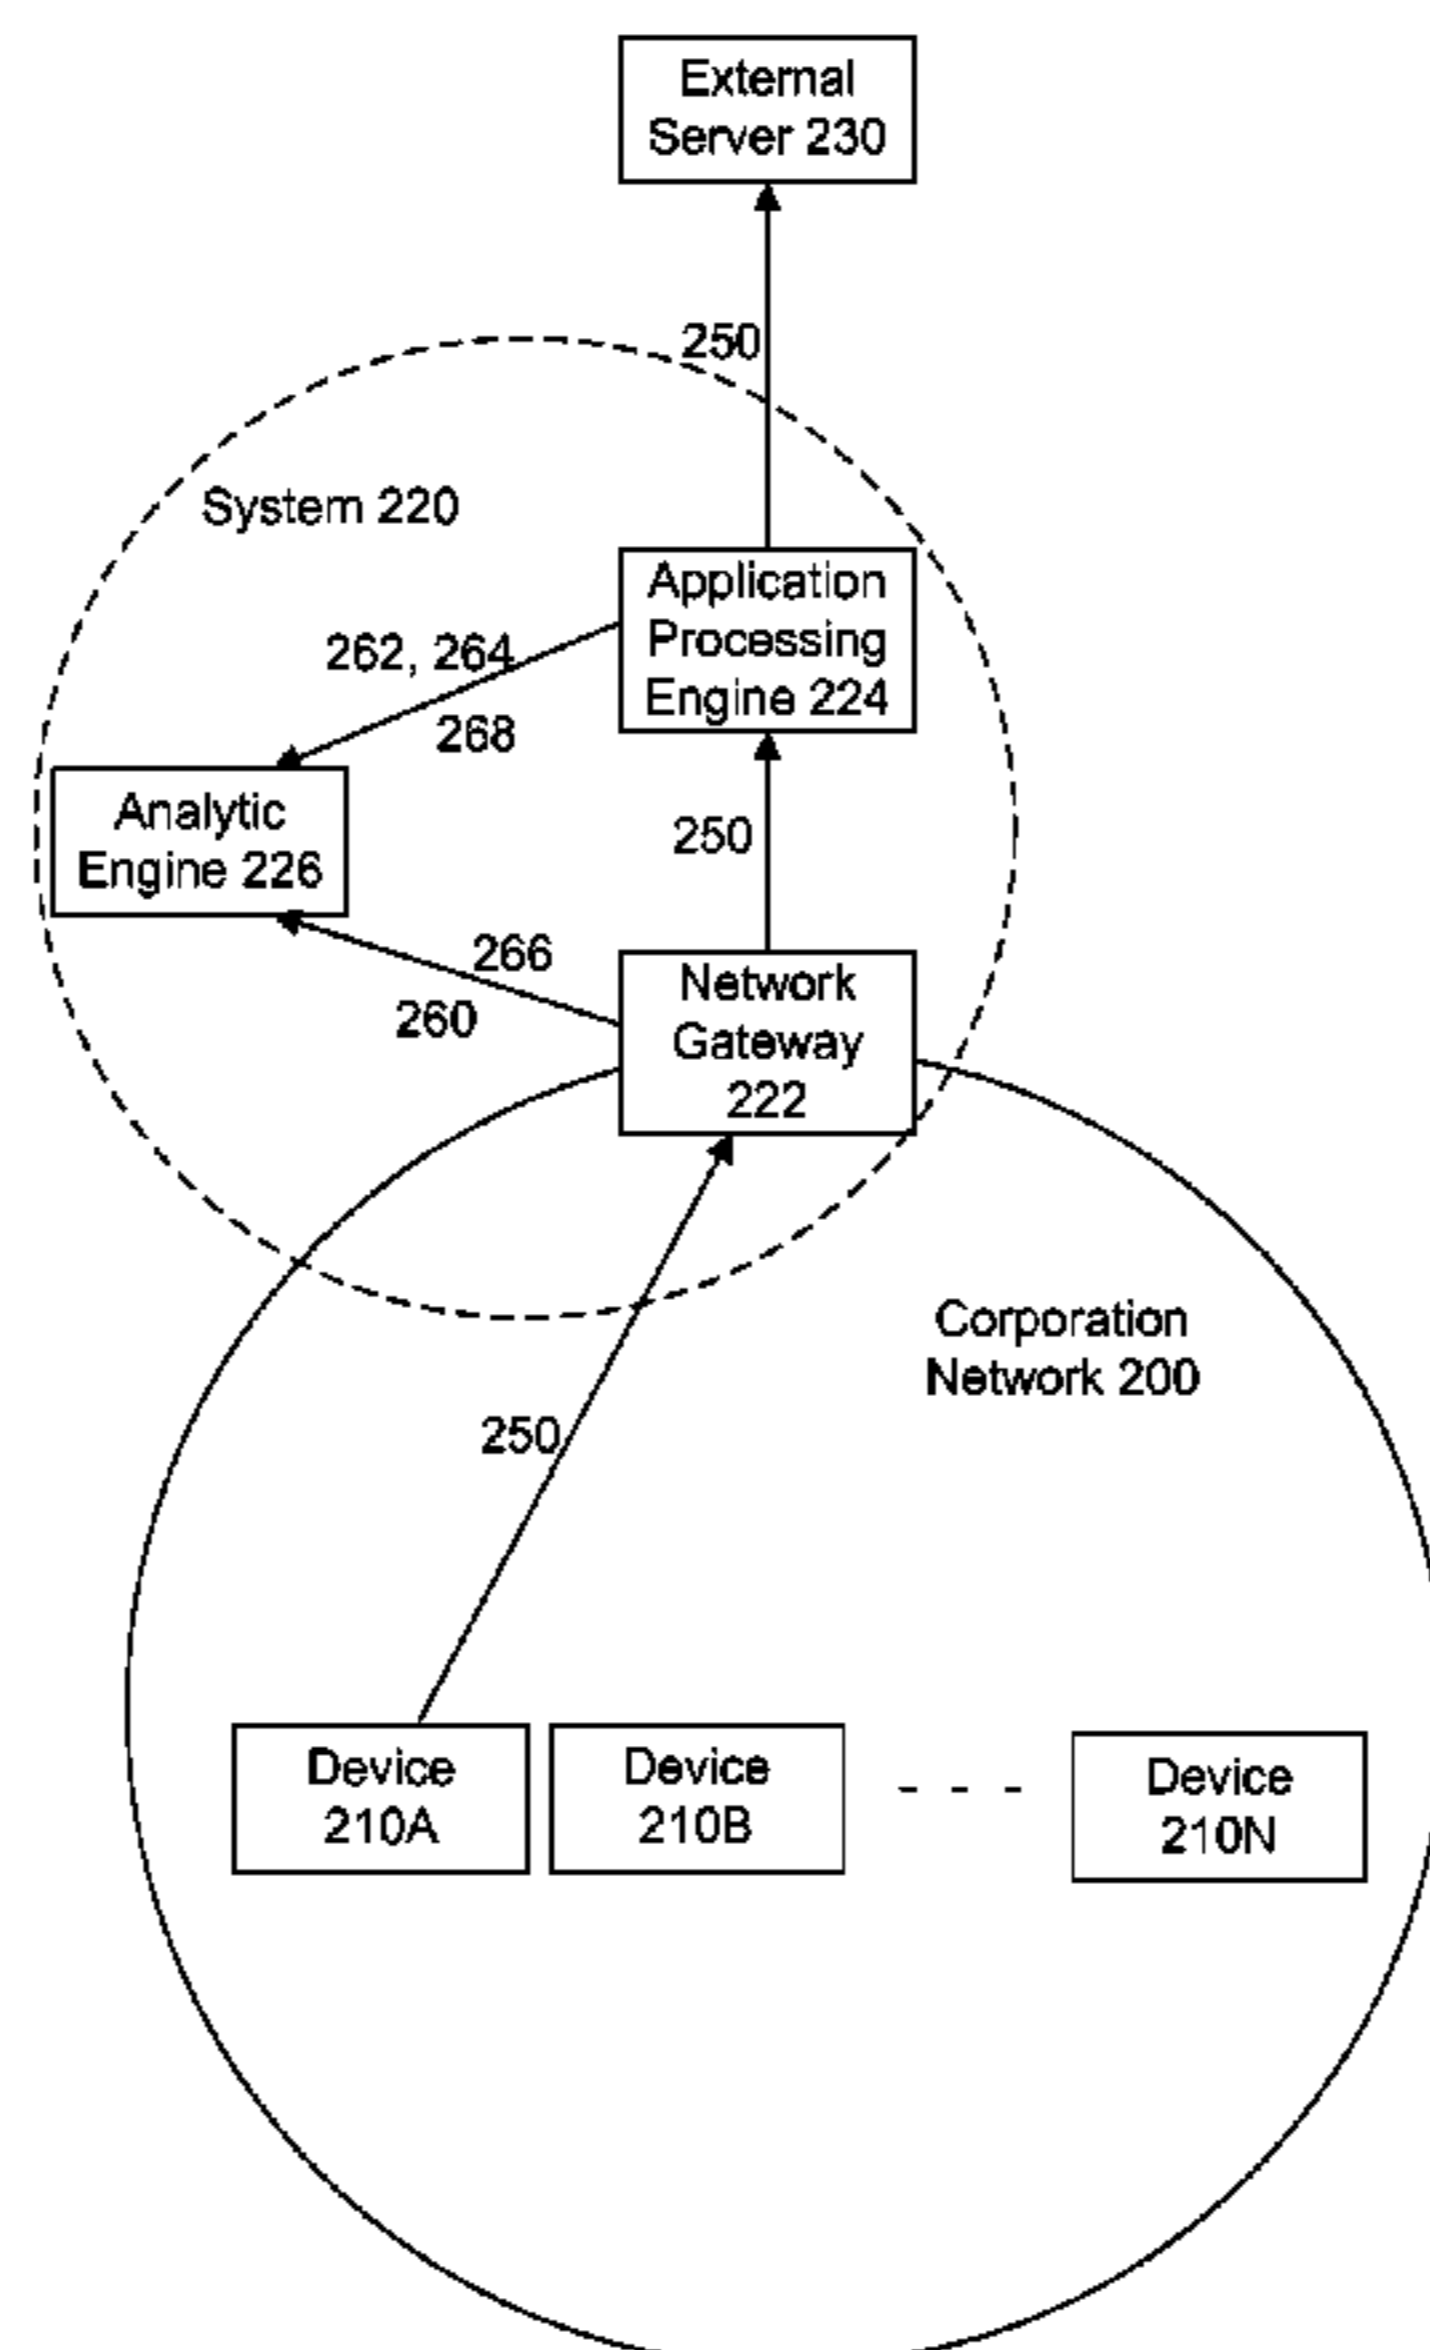 External
Server 230
250
System 220
Application
Processing
Engine 224
262, 264
268
Analytic
Engine 226
250
266
260
Network
Gateway
222
Corporation
Network 200
250
Device
210A
Device
210B
Device
210N